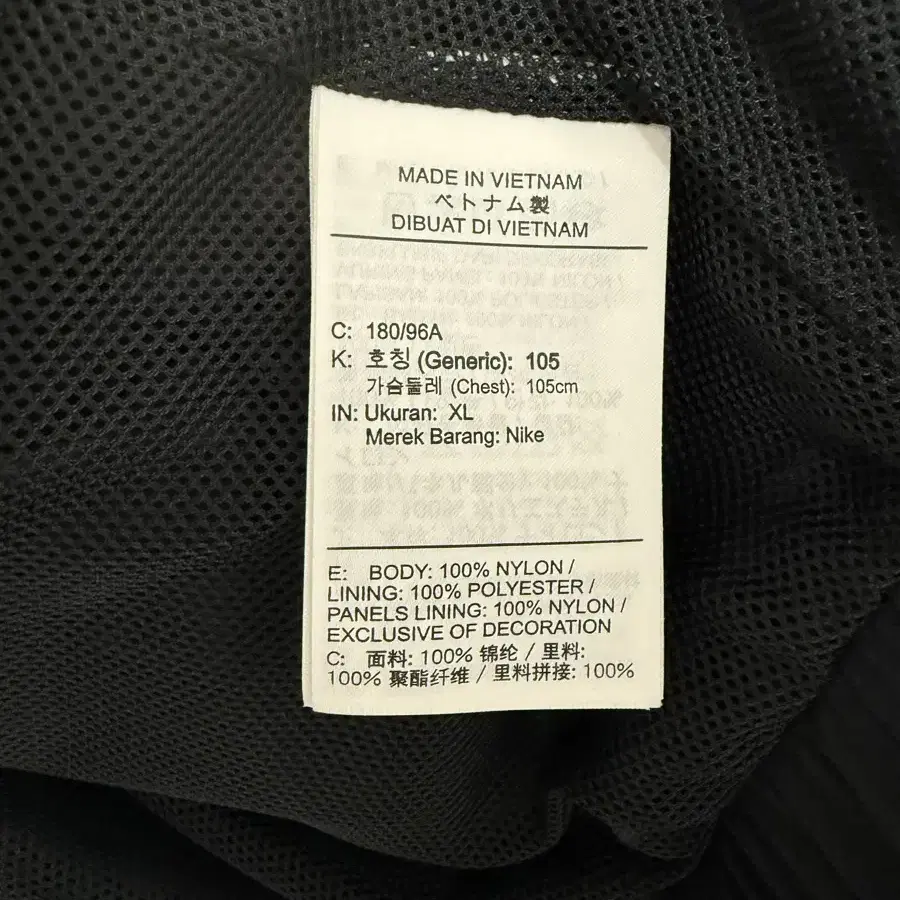 MADE IN VIETNAM
ベトナム製
DIBUAT DI VIETNAM
C: 180/96A
K: 호칭 (Generic): 105
가슴둘레 (Chest): 105cm
IN: Ukuran: XL
Merek Barang: Nike
E: BODY: 100% NYLON /
LINING: 100% POLYESTER /
PANELS LINING: 100% NYLON /
EXCLUSIVE OF DECORATION
C: 面料: 100% 锦纶 / 里料:
100% 聚酯纤维 / 里料拼接: 100%